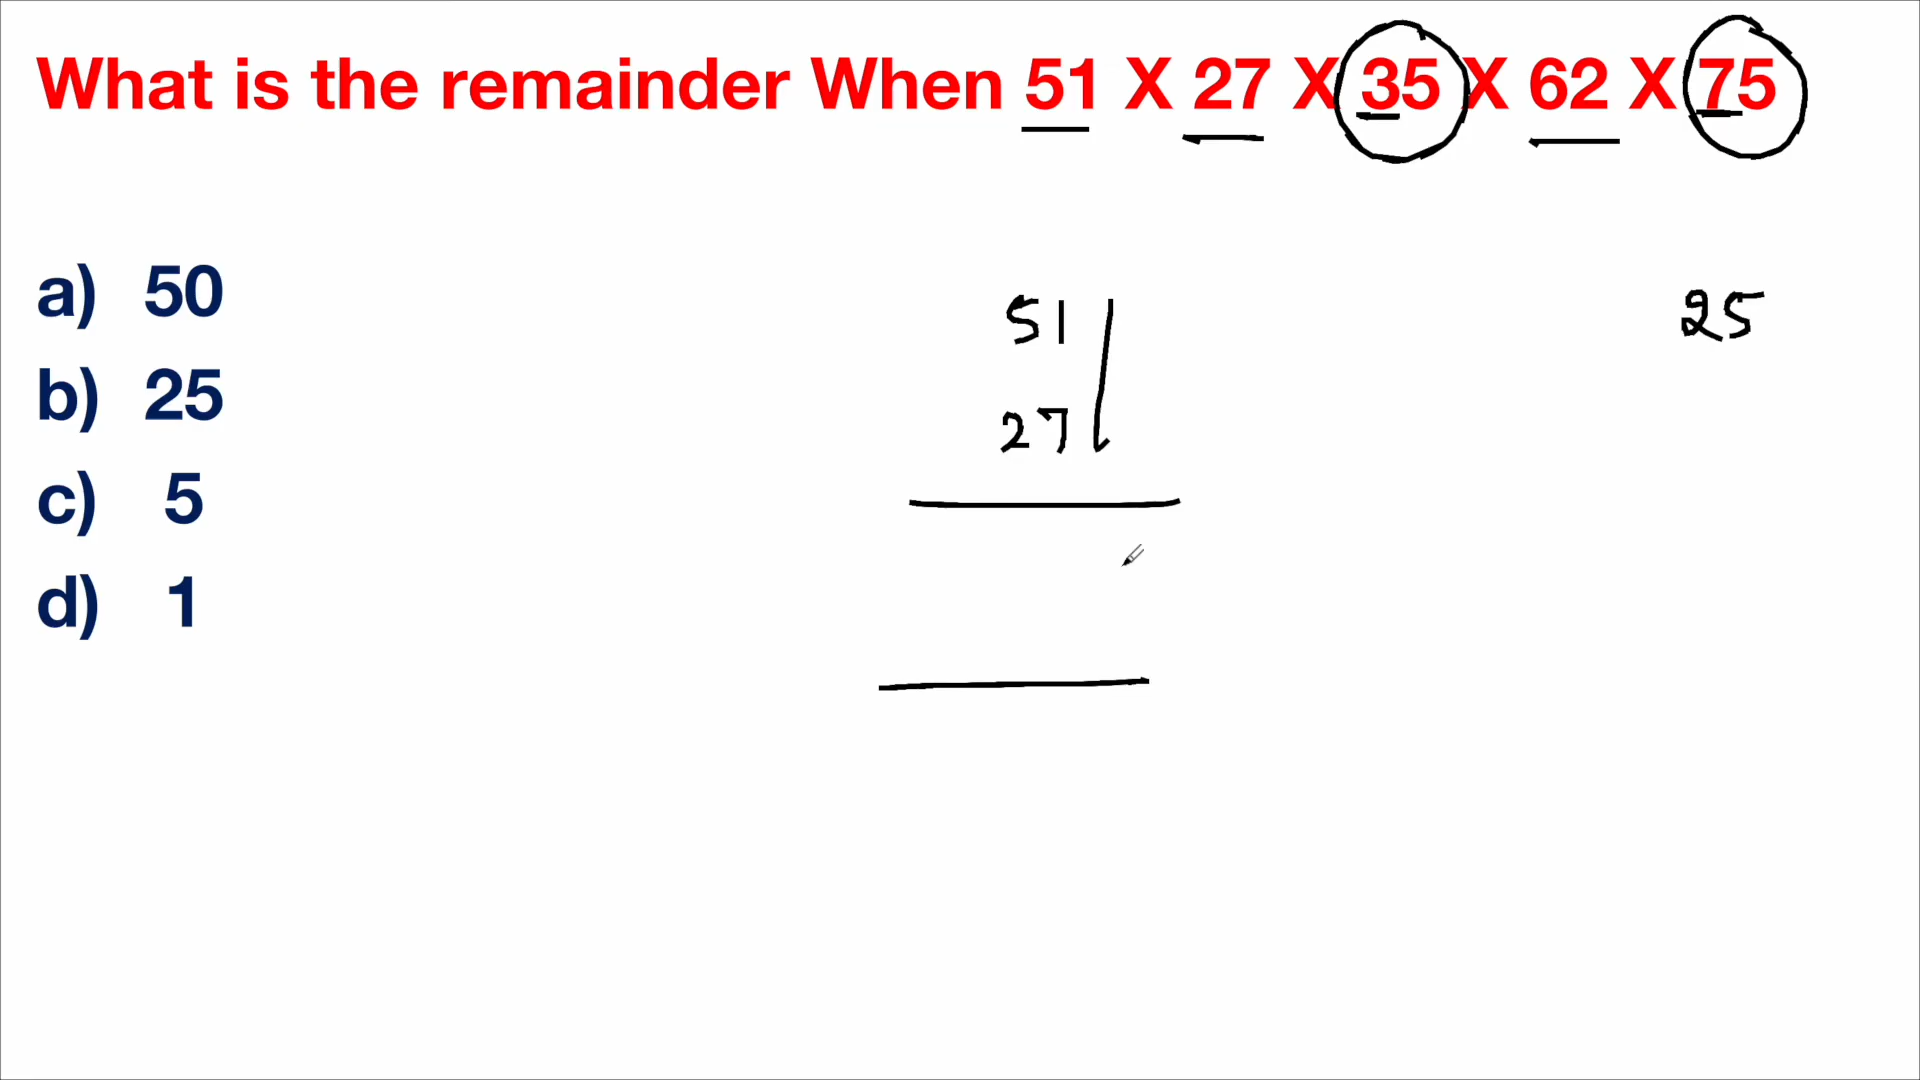 What is the remainder When 51 X 27 X 35 X 62 X 75
a) 50
b) 25
c) 5
d) 1
51
27
25